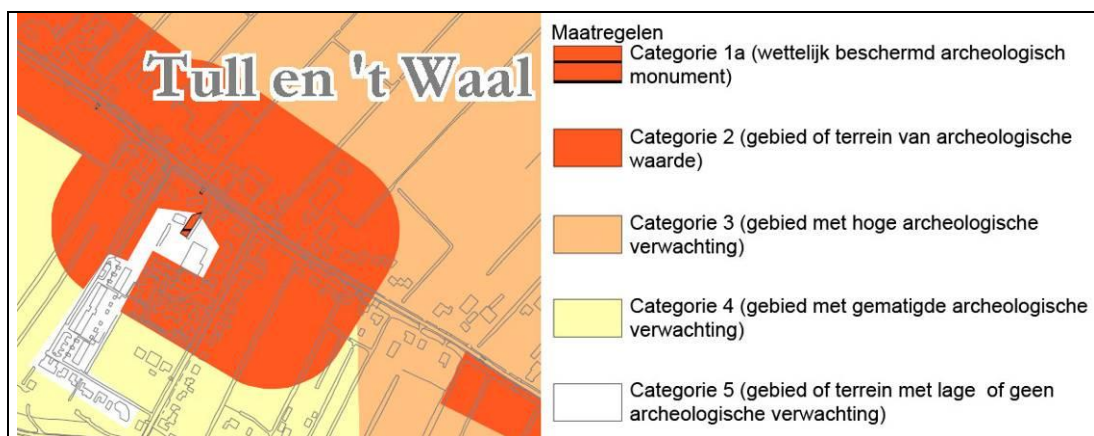 Tull en 't Waal
Maatregelen
Categorie 1a (wettelijk beschermd archeologisch
monument)
Categorie 2 (gebied of terrein van archeologische
waarde)
Categorie 3 (gebied met hoge archeologische
verwachting)
Categorie 4 (gebied met gematigde archeologische
verwachting)
Categorie 5 (gebied of terrein met lage of geen
archeologische verwachting)